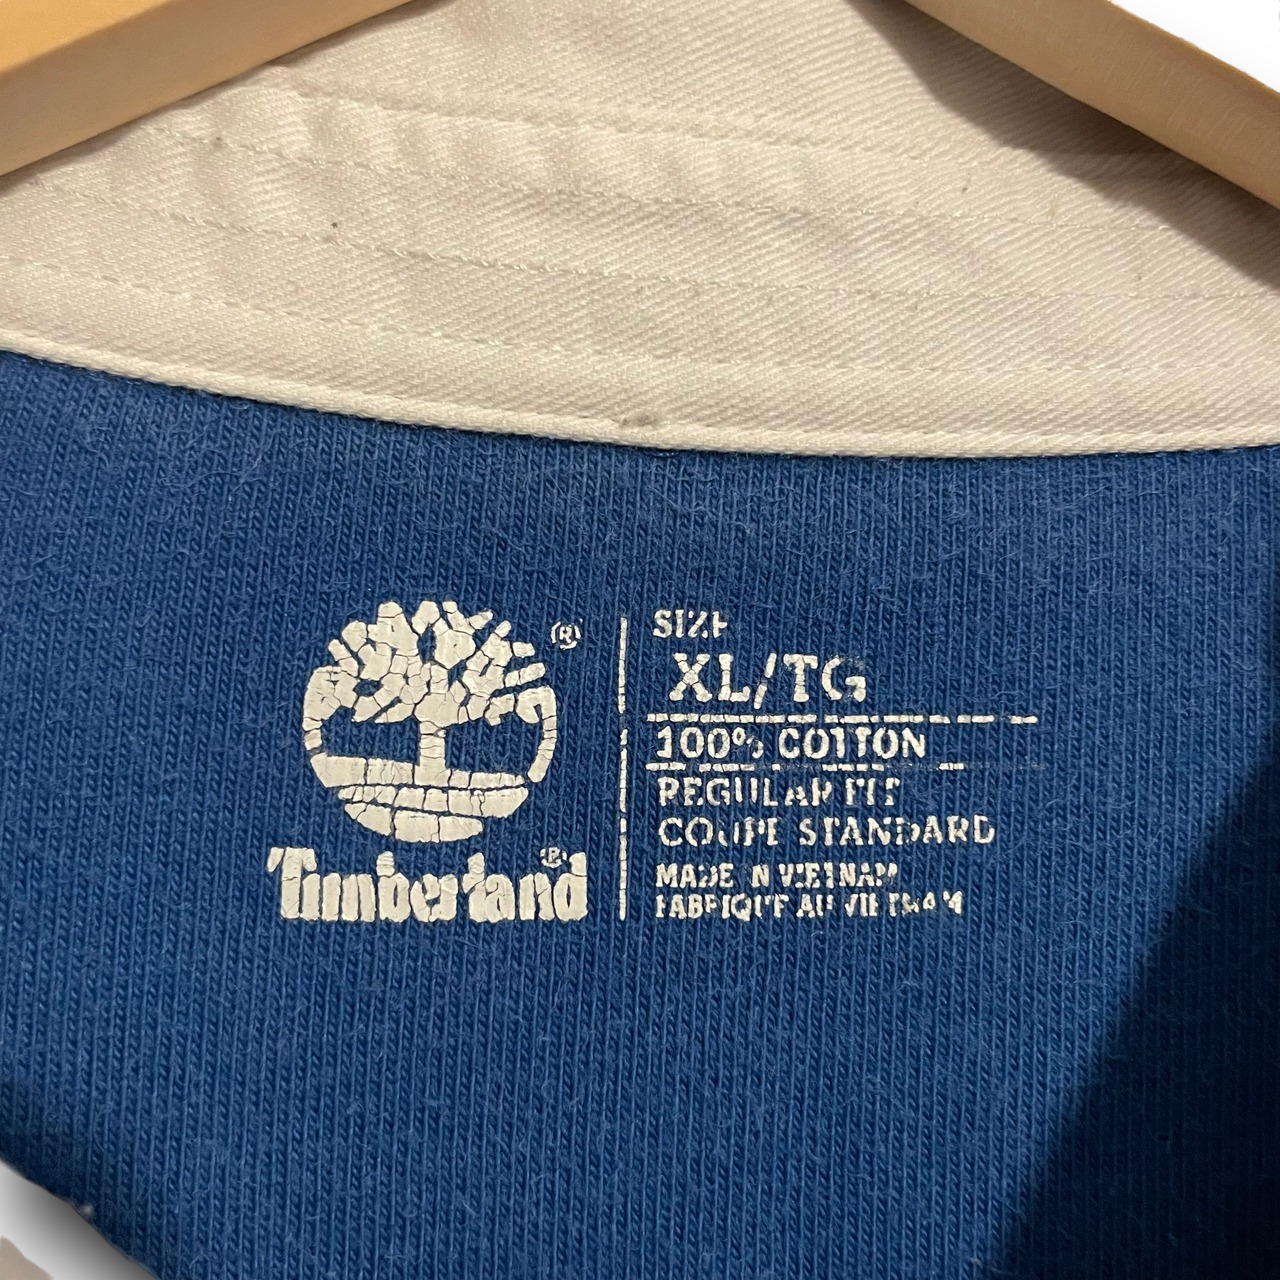 Timberland
SIZE
XL/TG
100% COTTON
REGULAR FIT
COUPE STANDARD
MADE IN VIETNAM
FABRIQUE AU VIETNAM